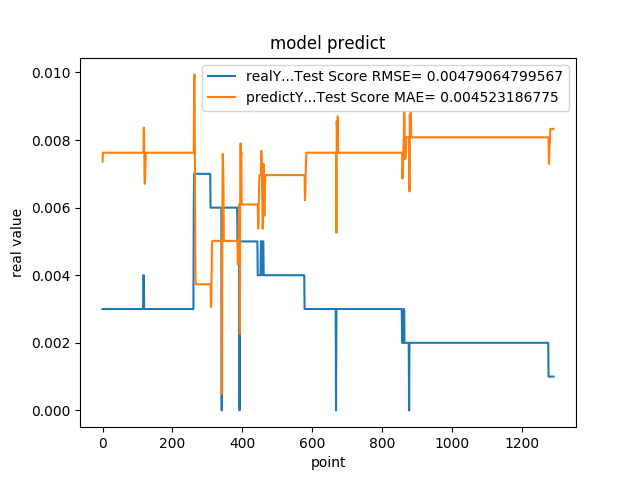 model predict
realY...Test Score RMSE= 0.00479064799567
predictY...Test Score MAE= 0.004523186775
0.010
0.008
0.006
0.004
0.002
0.000
real value
0 200 400 600 800 1000 1200
point